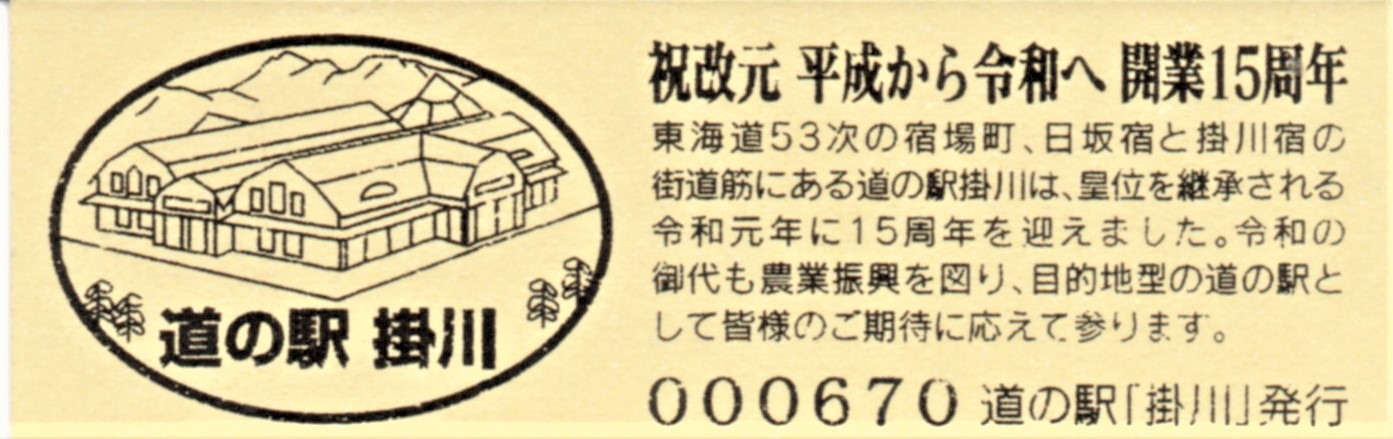 道の駅 掛川
祝改元 平成から令和へ 開業15周年
東海道53次の宿場町、日坂宿と掛川宿の
街道筋にある道の駅掛川は、皇位を継承される
令和元年に15周年を迎えました。令和の
御代も農業振興を図り、目的地型の道の駅と
して皆様のご期待に応えて参ります。
000670 道の駅「掛川」発行